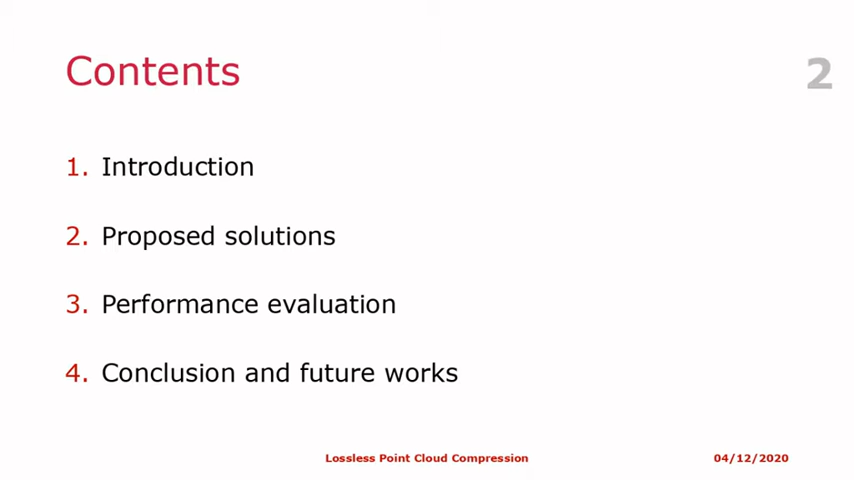 Contents
2
1. Introduction
2. Proposed solutions
3. Performance evaluation
4. Conclusion and future works
Lossless Point Cloud Compression
04/12/2020